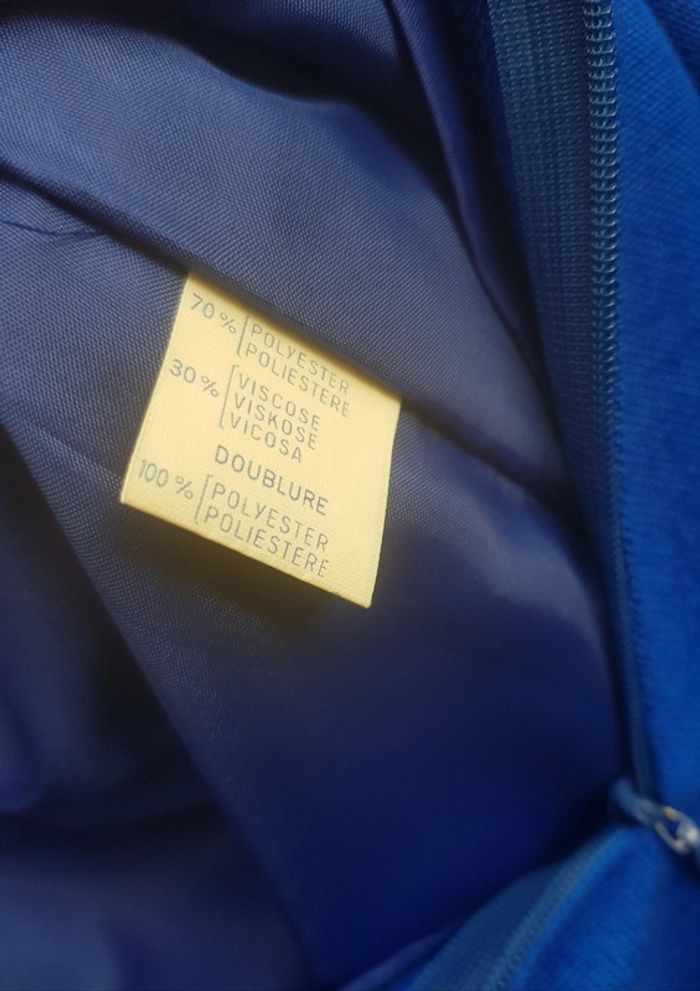 70% POLYESTER
POLIESTERE
30% VISCOSE
VISKOSE
VICOSA
DOUBLURE
100% POLYESTER
POLIESTERE